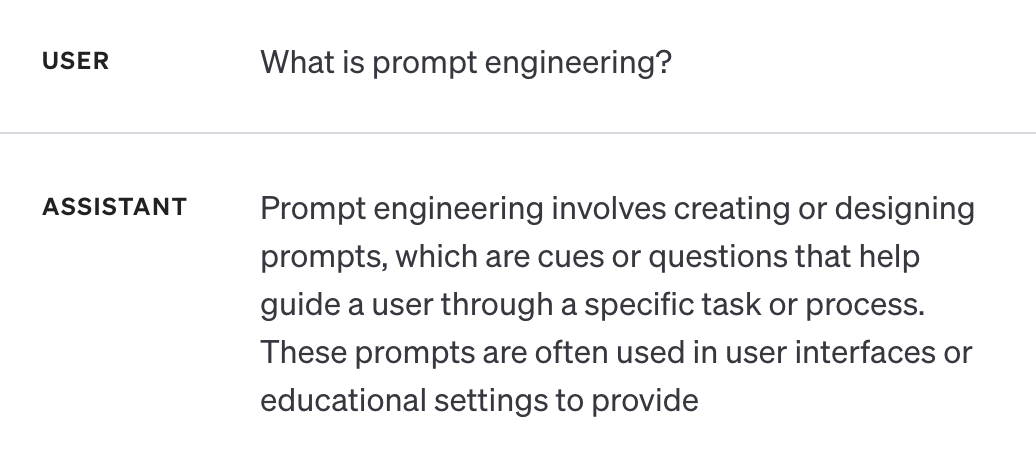 USER What is prompt engineering?
ASSISTANT Prompt engineering involves creating or designing
prompts, which are cues or questions that help
guide a user through a specific task or process.
These prompts are often used in user interfaces or
educational settings to provide